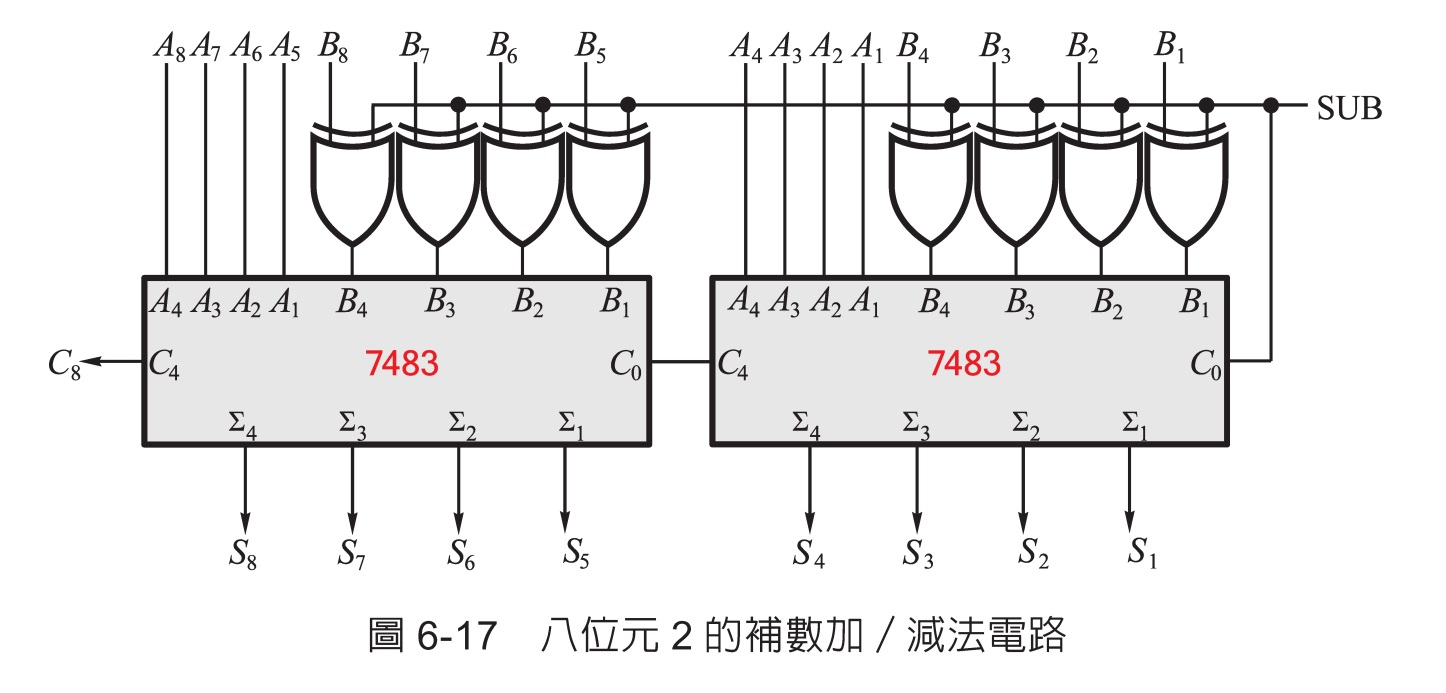 A₈ A₇ A₆ A₅ B₈ B₇ B₆ B₅ A₄ A₃ A₂ A₁ B₄ B₃ B₂ B₁
SUB
A₄ A₃ A₂ A₁ B₄ B₃ B₂ B₁ A₄ A₃ A₂ A₁ B₄ B₃ B₂ B₁
C₈ C₄ 7483 C₀ C₄ 7483 C₀
Σ₄ Σ₃ Σ₂ Σ₁ Σ₄ Σ₃ Σ₂ Σ₁
S₈ S₇ S₆ S₅ S₄ S₃ S₂ S₁
圖 6-17 八位元 2 的補數加／減法電路